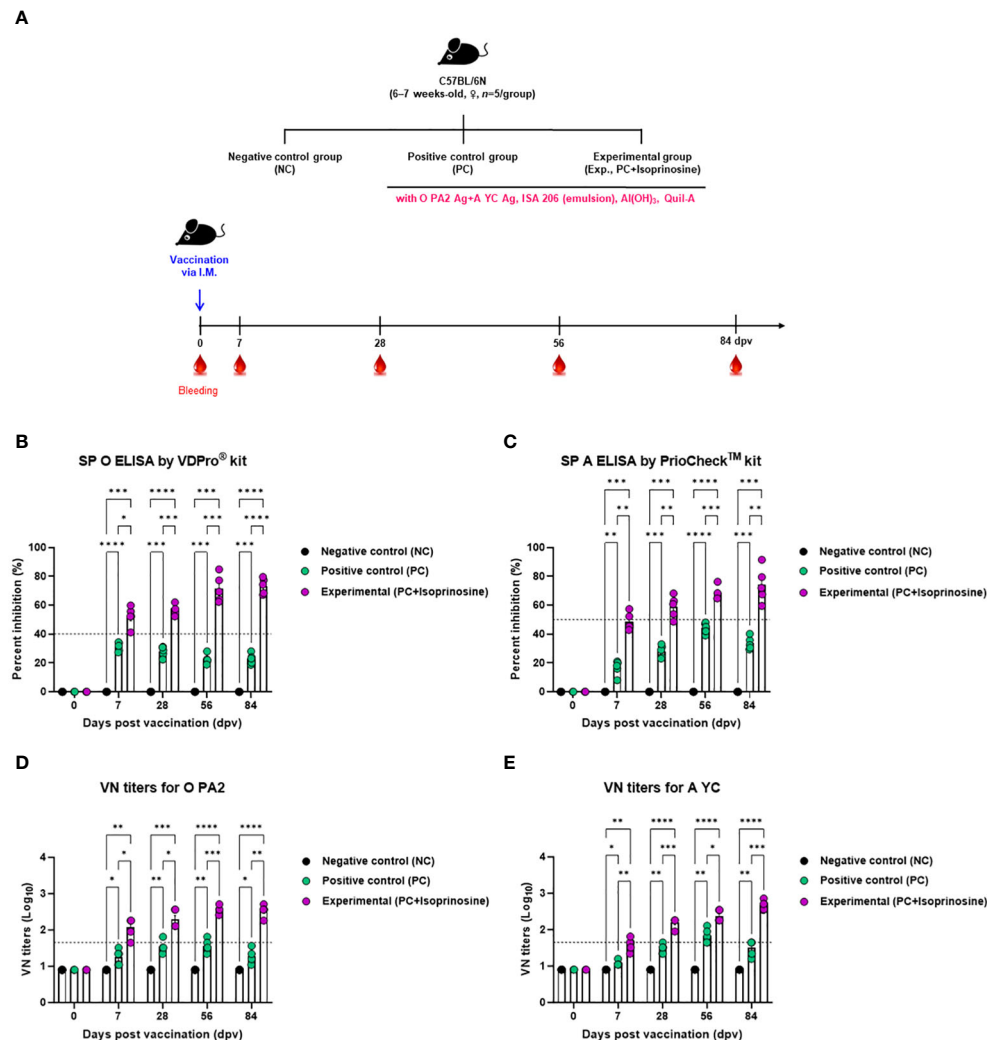 A
C57BL/6N
(6–7 weeks-old, ♀, n=5/group)
Negative control group
(NC)
Positive control group
(PC)
Experimental group
(Exp., PC+Isoprinosine)
with O PA2 Ag+A YC Ag, ISA 206 (emulsion), Al(OH)₃, Quil-A
Vaccination
via I.M.
0 7 28 56 84 dpv
Bleeding
B
SP O ELISA by VDPro® kit
*** **** *** ****
* *** *** ****
**** *** *** ***
100
80
60
40
20
0
Percent inhibition (%)
0 7 28 56 84
Days post vaccination (dpv)
Negative control (NC)
Positive control (PC)
Experimental (PC+Isoprinosine)
C
SP A ELISA by PrioCheck™ kit
*** *** **** ***
** ** *** **
** *** **** ***
100
80
60
40
20
0
Percent inhibition (%)
0 7 28 56 84
Days post vaccination (dpv)
Negative control (NC)
Positive control (PC)
Experimental (PC+Isoprinosine)
D
VN titers for O PA2
** *** **** ****
* * *** **
* ** ** *
4
3
2
1
0
VN titers (Log₁₀)
0 7 28 56 84
Days post vaccination (dpv)
Negative control (NC)
Positive control (PC)
Experimental (PC+Isoprinosine)
E
VN titers for A YC
** **** **** ****
* *** * ***
** ** ** **
4
3
2
1
0
VN titers (Log₁₀)
0 7 28 56 84
Days post vaccination (dpv)
Negative control (NC)
Positive control (PC)
Experimental (PC+Isoprinosine)